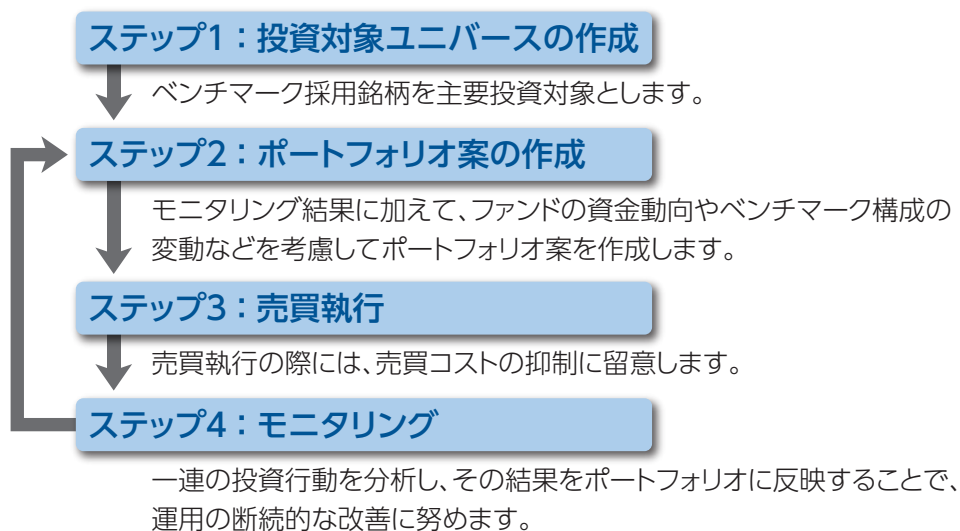 ステップ1：投資対象ユニバースの作成
ベンチマーク採用銘柄を主要投資対象とします。
ステップ2：ポートフォリオ案の作成
モニタリング結果に加えて、ファンドの資金動向やベンチマーク構成の
変動などを考慮してポートフォリオ案を作成します。
ステップ3：売買執行
売買執行の際には、売買コストの抑制に留意します。
ステップ4：モニタリング
一連の投資行動を分析し、その結果をポートフォリオに反映することで、
運用の断続的な改善に努めます。